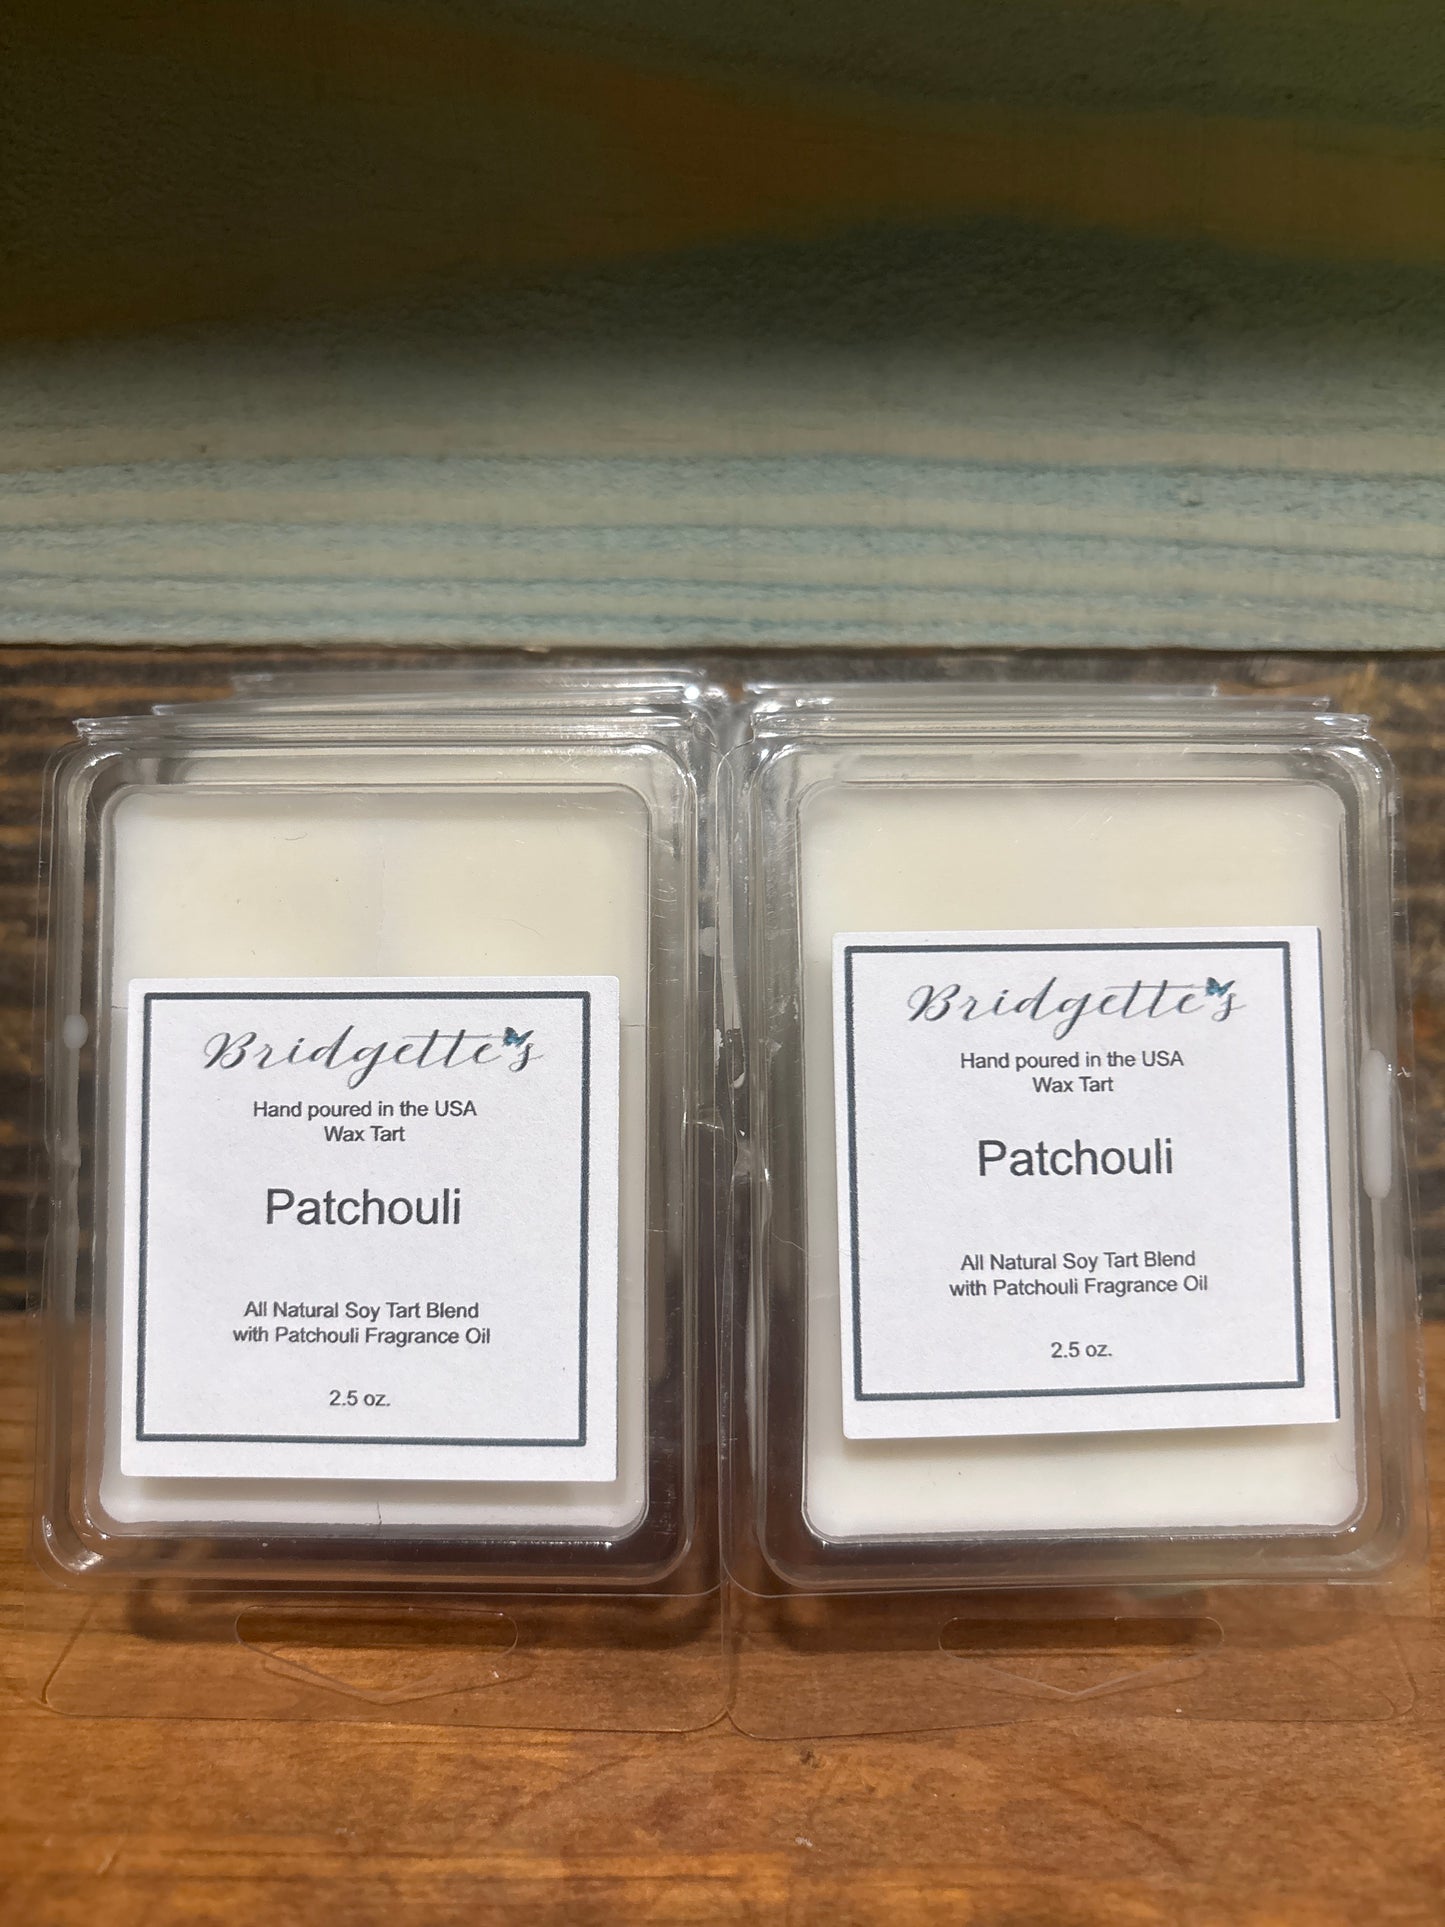 Bridgette's
Hand poured in the USA
Wax Tart
Patchouli
All Natural Soy Tart Blend
with Patchouli Fragrance Oil
2.5 oz.
Bridgette's
Hand poured in the USA
Wax Tart
Patchouli
All Natural Soy Tart Blend
with Patchouli Fragrance Oil
2.5 oz.